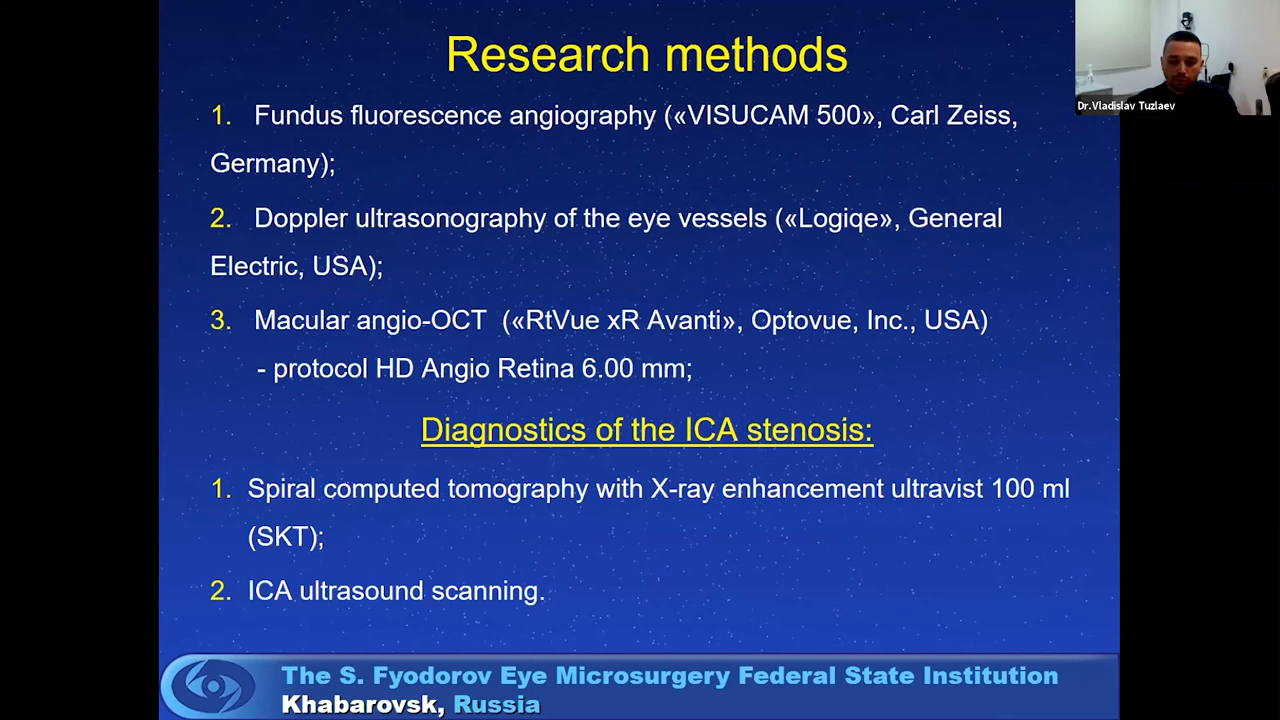 Research methods
Dr.Vladislav Tuzlaev
1. Fundus fluorescence angiography («VISUCAM 500», Carl Zeiss,
Germany);
2. Doppler ultrasonography of the eye vessels («Logiqe», General
Electric, USA);
3. Macular angio-OCT («RtVue xR Avanti», Optovue, Inc., USA)
- protocol HD Angio Retina 6.00 mm;
Diagnostics of the ICA stenosis:
1. Spiral computed tomography with X-ray enhancement ultravist 100 ml
(SKT);
2. ICA ultrasound scanning.
The S. Fyodorov Eye Microsurgery Federal State Institution
Khabarovsk, Russia